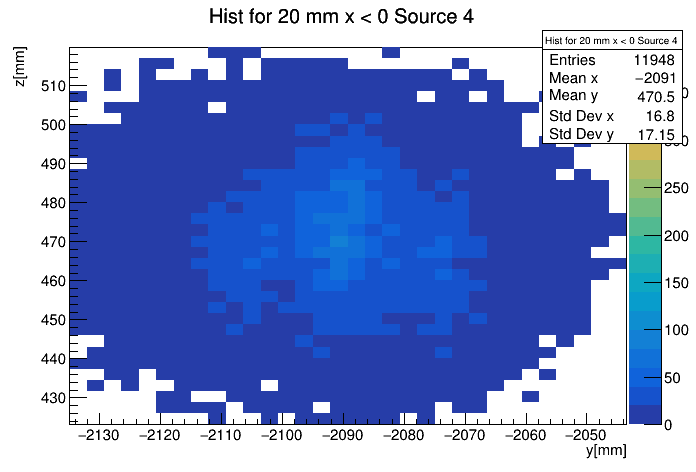 Hist for 20 mm x < 0 Source 4
Hist for 20 mm x < 0 Source 4
Entries 11948
Mean x −2091
Mean y 470.5
Std Dev x 16.8
Std Dev y 17.15
z[mm]
510
500
490
480
470
460
450
440
430
−2130 −2120 −2110 −2100 −2090 −2080 −2070 −2060 −2050
y[mm]
250
200
150
100
50
0